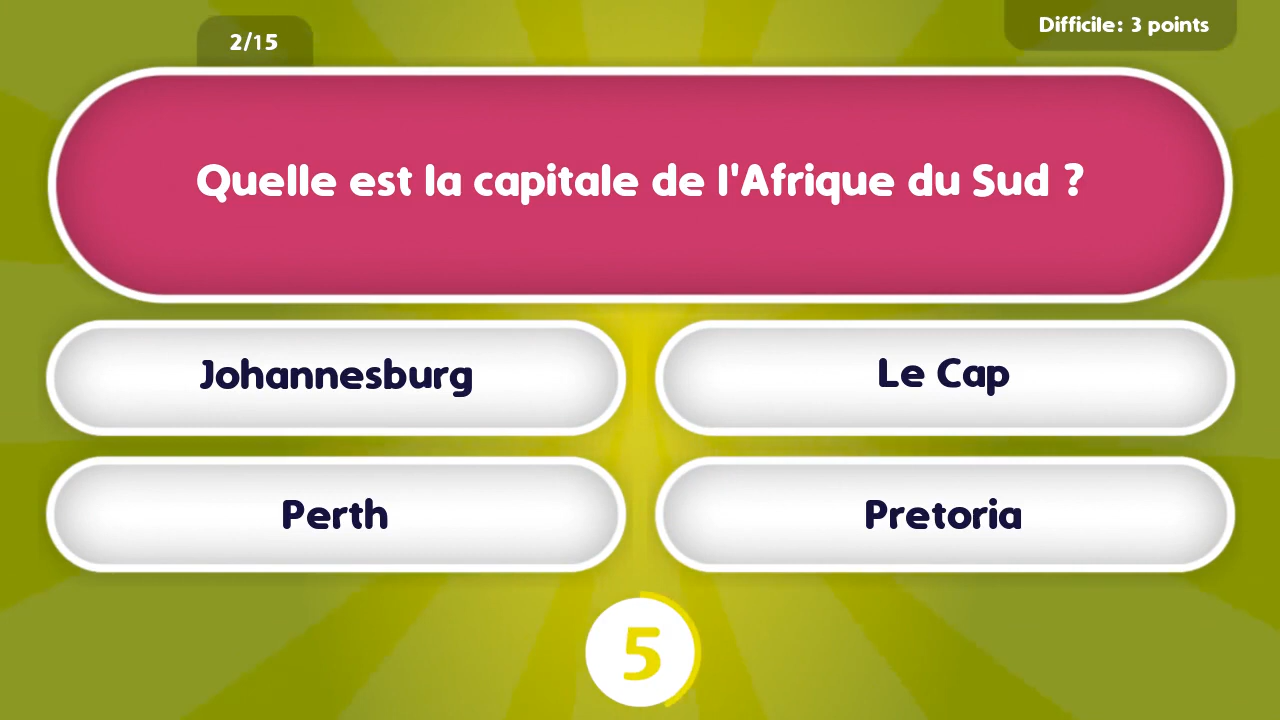 2/15
Difficile: 3 points
Quelle est la capitale de l'Afrique du Sud ?
Johannesburg
Le Cap
Perth
Pretoria
5